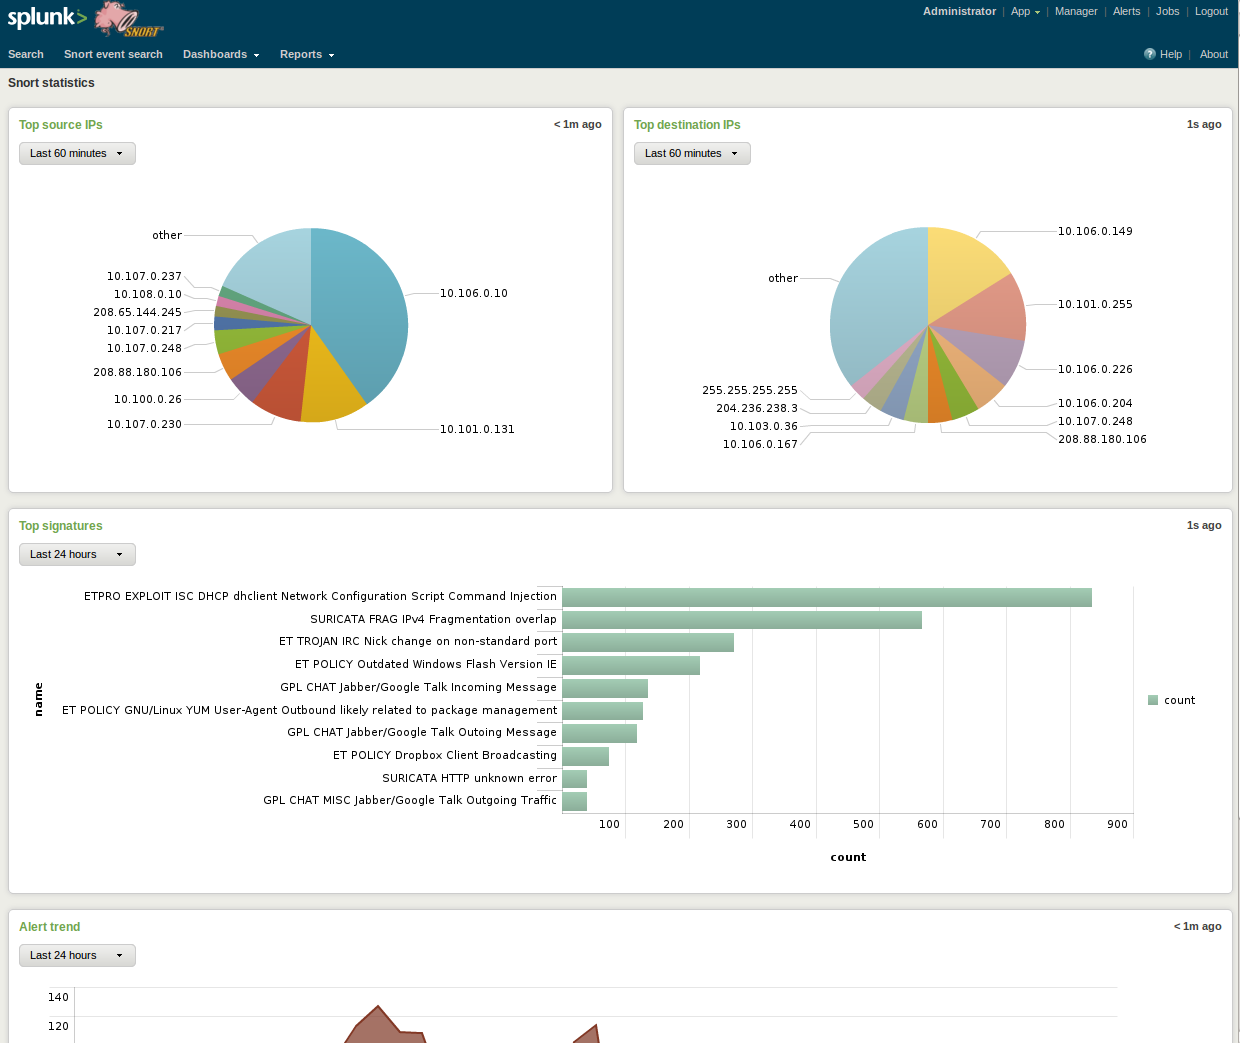 splunk>
SNORT
Administrator | App | Manager | Alerts | Jobs | Logout
Search Snort event search Dashboards Reports
? Help | About
Snort statistics
Top source IPs
< 1m ago
Last 60 minutes
other
10.107.0.237
10.108.0.10
208.65.144.245
10.107.0.217
10.107.0.248
208.88.180.106
10.100.0.26
10.107.0.230
10.106.0.10
10.101.0.131
Top destination IPs
1s ago
Last 60 minutes
other
255.255.255.255
204.236.238.3
10.103.0.36
10.106.0.167
10.106.0.149
10.101.0.255
10.106.0.226
10.106.0.204
10.107.0.248
208.88.180.106
Top signatures
1s ago
Last 24 hours
name
ETPRO EXPLOIT ISC DHCP dhclient Network Configuration Script Command Injection
SURICATA FRAG IPv4 Fragmentation overlap
ET TROJAN IRC Nick change on non-standard port
ET POLICY Outdated Windows Flash Version IE
GPL CHAT Jabber/Google Talk Incoming Message
ET POLICY GNU/Linux YUM User-Agent Outbound likely related to package management
GPL CHAT Jabber/Google Talk Outoing Message
ET POLICY Dropbox Client Broadcasting
SURICATA HTTP unknown error
GPL CHAT MISC Jabber/Google Talk Outgoing Traffic
100 200 300 400 500 600 700 800 900
count
count
Alert trend
< 1m ago
Last 24 hours
140
120